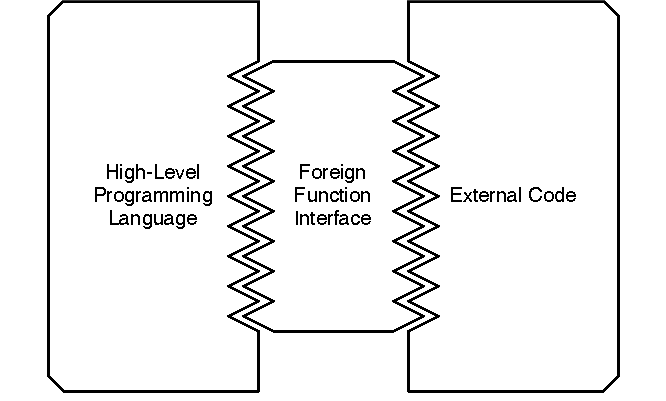 High-Level
Programming
Language
Foreign
Function
Interface
External Code